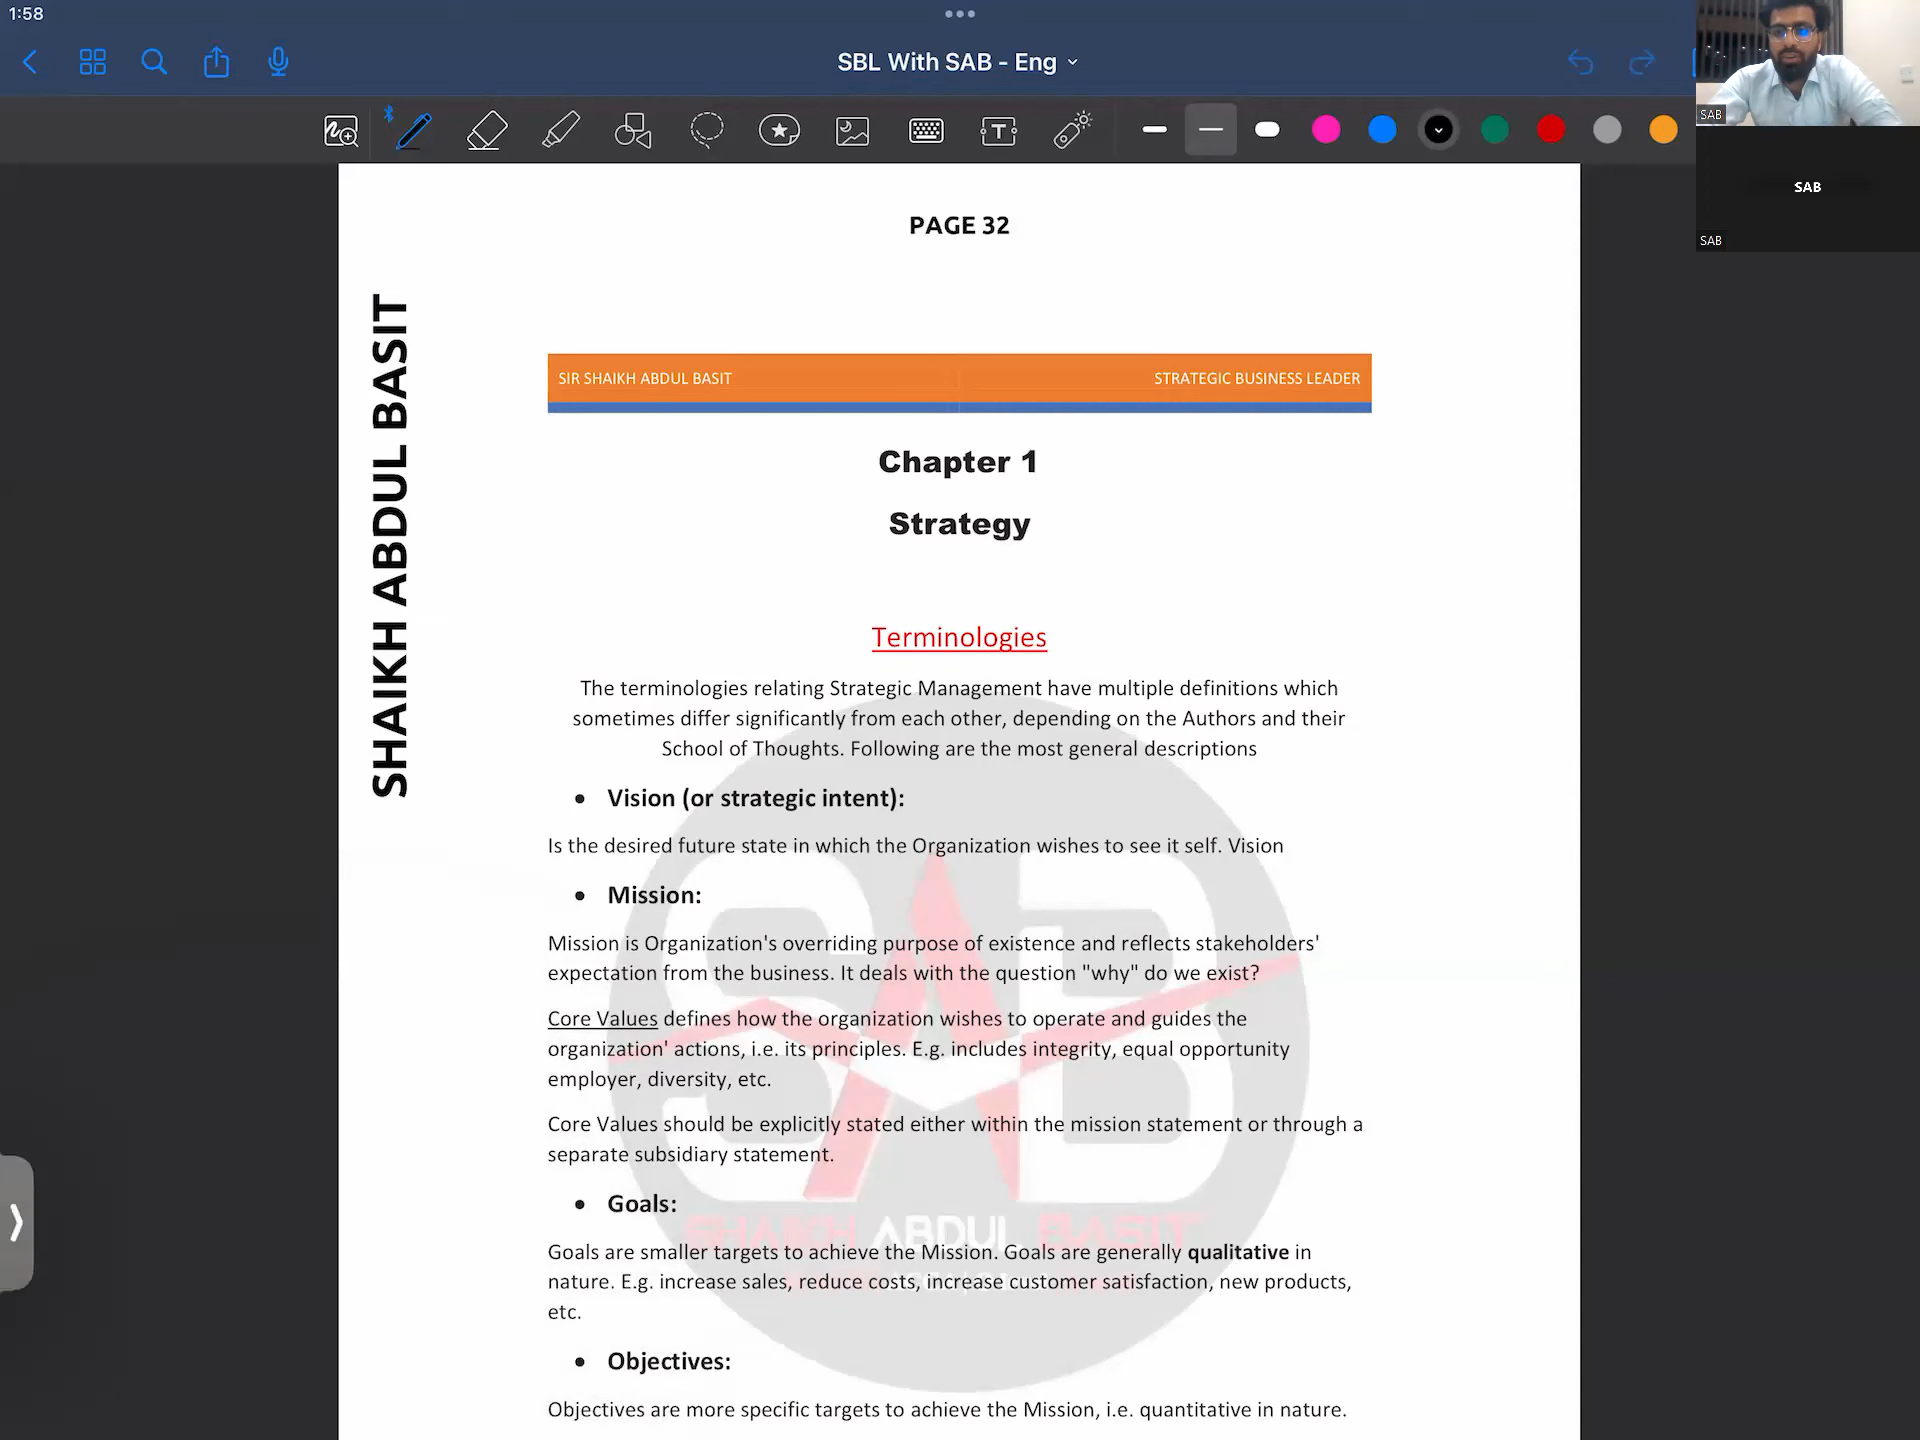 1:58
SBL With SAB - Eng
SAB
SAB
SAB
PAGE 32
SHAIKH ABDUL BASIT
SIR SHAIKH ABDUL BASIT
STRATEGIC BUSINESS LEADER
Chapter 1
Strategy
Terminologies
The terminologies relating Strategic Management have multiple definitions which
sometimes differ significantly from each other, depending on the Authors and their
School of Thoughts. Following are the most general descriptions
• Vision (or strategic intent):
Is the desired future state in which the Organization wishes to see it self. Vision
• Mission:
Mission is Organization's overriding purpose of existence and reflects stakeholders'
expectation from the business. It deals with the question "why" do we exist?
Core Values defines how the organization wishes to operate and guides the
organization' actions, i.e. its principles. E.g. includes integrity, equal opportunity
employer, diversity, etc.
Core Values should be explicitly stated either within the mission statement or through a
separate subsidiary statement.
• Goals:
SHAIKH ABDUL BASIT
Goals are smaller targets to achieve the Mission. Goals are generally qualitative in
nature. E.g. increase sales, reduce costs, increase customer satisfaction, new products,
etc.
• Objectives:
Objectives are more specific targets to achieve the Mission, i.e. quantitative in nature.